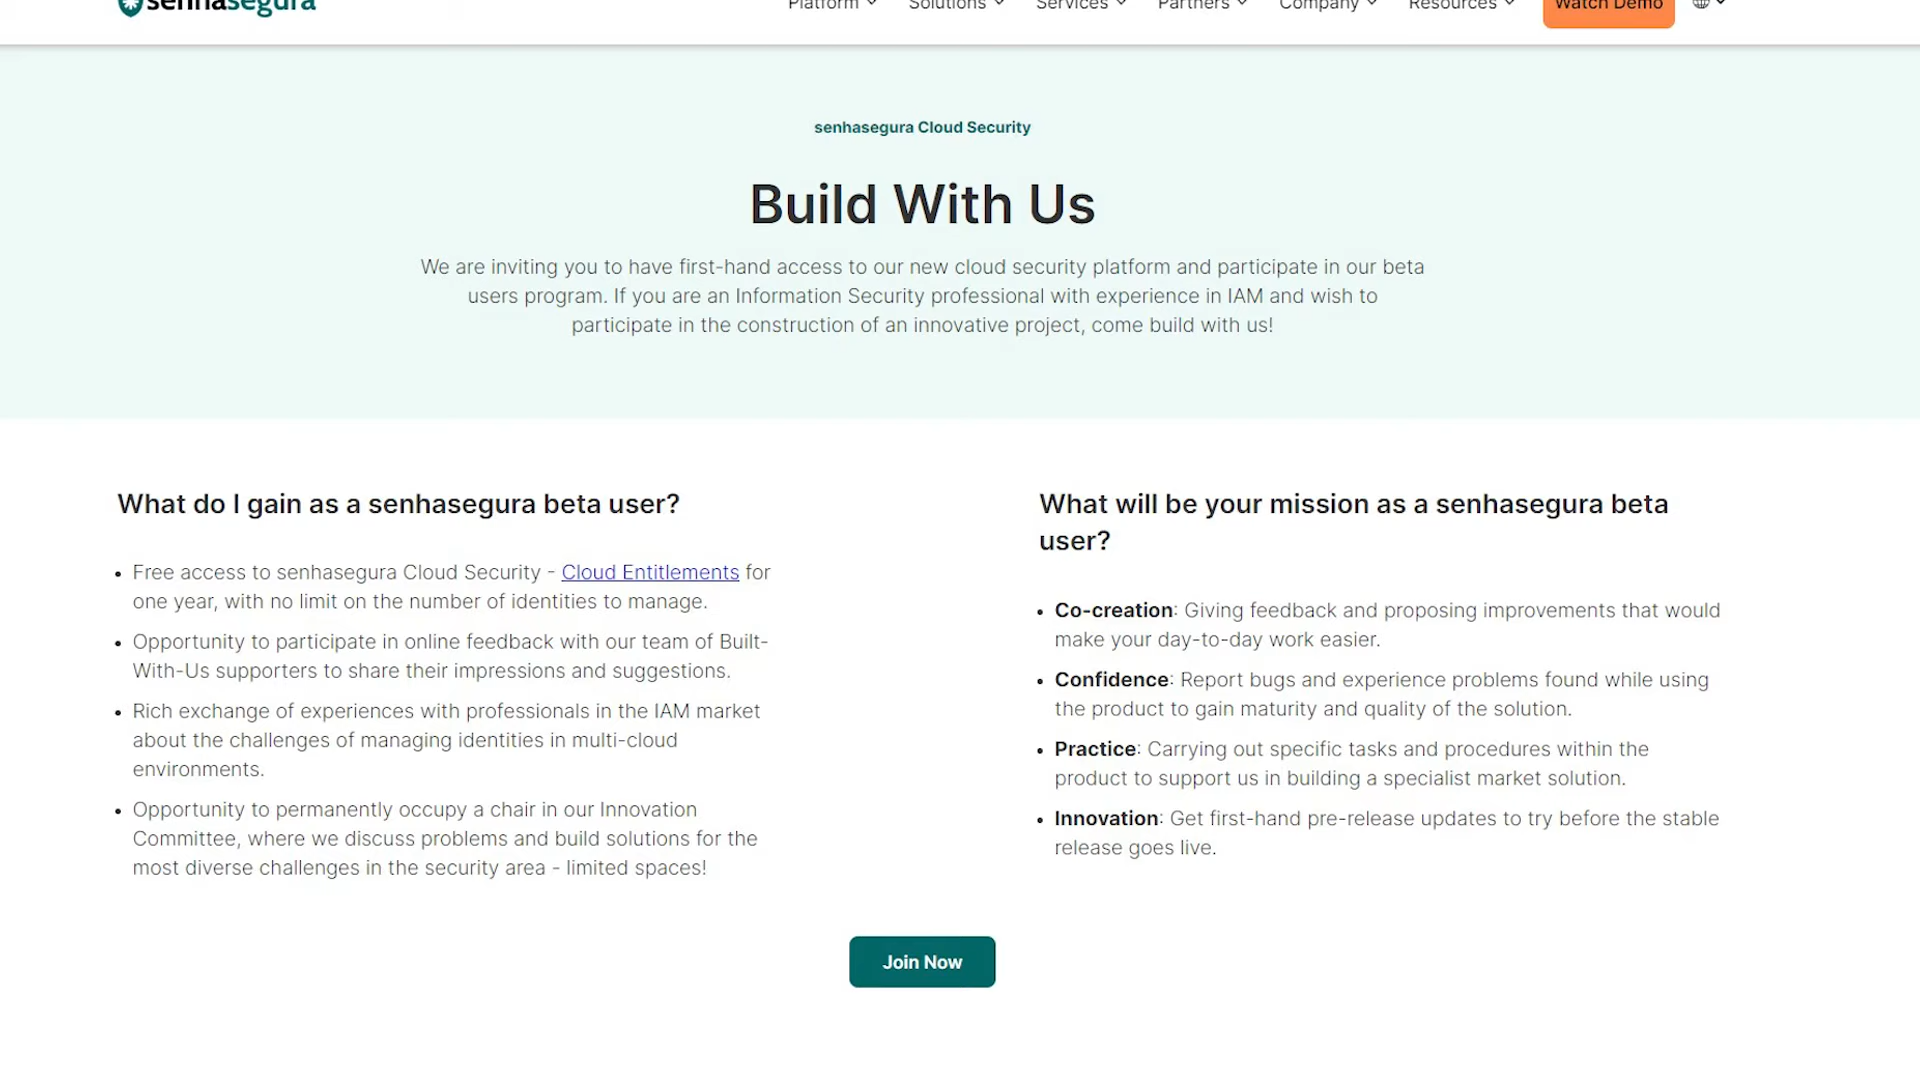 senhasegura
Platform Solutions Services Partners Company Resources Watch Demo
senhasegura Cloud Security
Build With Us
We are inviting you to have first-hand access to our new cloud security platform and participate in our beta
users program. If you are an Information Security professional with experience in IAM and wish to
participate in the construction of an innovative project, come build with us!
What do I gain as a senhasegura beta user?
• Free access to senhasegura Cloud Security - Cloud Entitlements for
one year, with no limit on the number of identities to manage.
• Opportunity to participate in online feedback with our team of Built-
With-Us supporters to share their impressions and suggestions.
• Rich exchange of experiences with professionals in the IAM market
about the challenges of managing identities in multi-cloud
environments.
• Opportunity to permanently occupy a chair in our Innovation
Committee, where we discuss problems and build solutions for the
most diverse challenges in the security area - limited spaces!
What will be your mission as a senhasegura beta
user?
• Co-creation: Giving feedback and proposing improvements that would
make your day-to-day work easier.
• Confidence: Report bugs and experience problems found while using
the product to gain maturity and quality of the solution.
• Practice: Carrying out specific tasks and procedures within the
product to support us in building a specialist market solution.
• Innovation: Get first-hand pre-release updates to try before the stable
release goes live.
Join Now